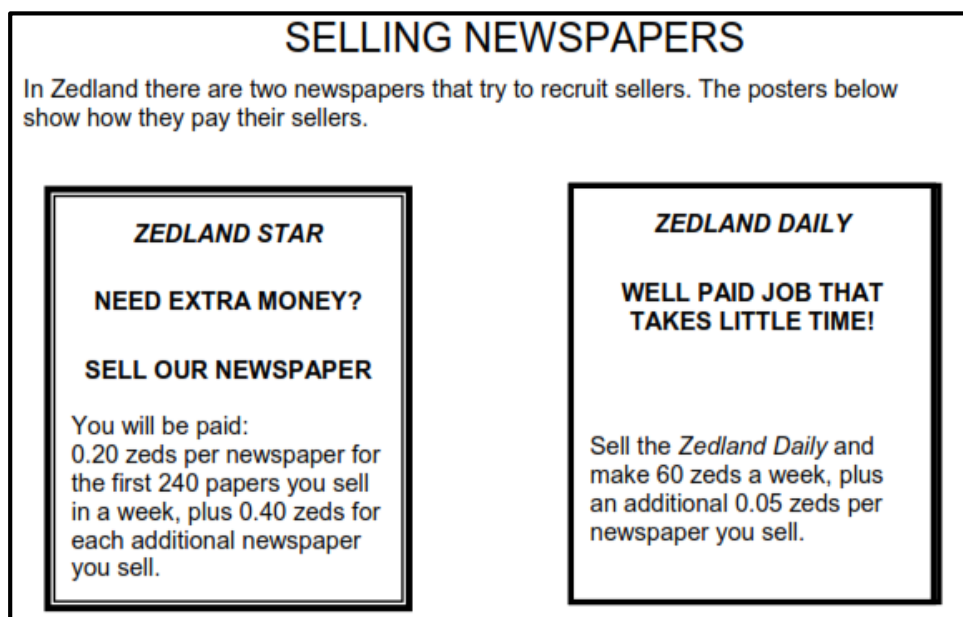 SELLING NEWSPAPERS
In Zedland there are two newspapers that try to recruit sellers. The posters below
show how they pay their sellers.
ZEDLAND STAR
NEED EXTRA MONEY?
SELL OUR NEWSPAPER
You will be paid:
0.20 zeds per newspaper for
the first 240 papers you sell
in a week, plus 0.40 zeds for
each additional newspaper
you sell.
ZEDLAND DAILY
WELL PAID JOB THAT
TAKES LITTLE TIME!
Sell the Zedland Daily and
make 60 zeds a week, plus
an additional 0.05 zeds per
newspaper you sell.